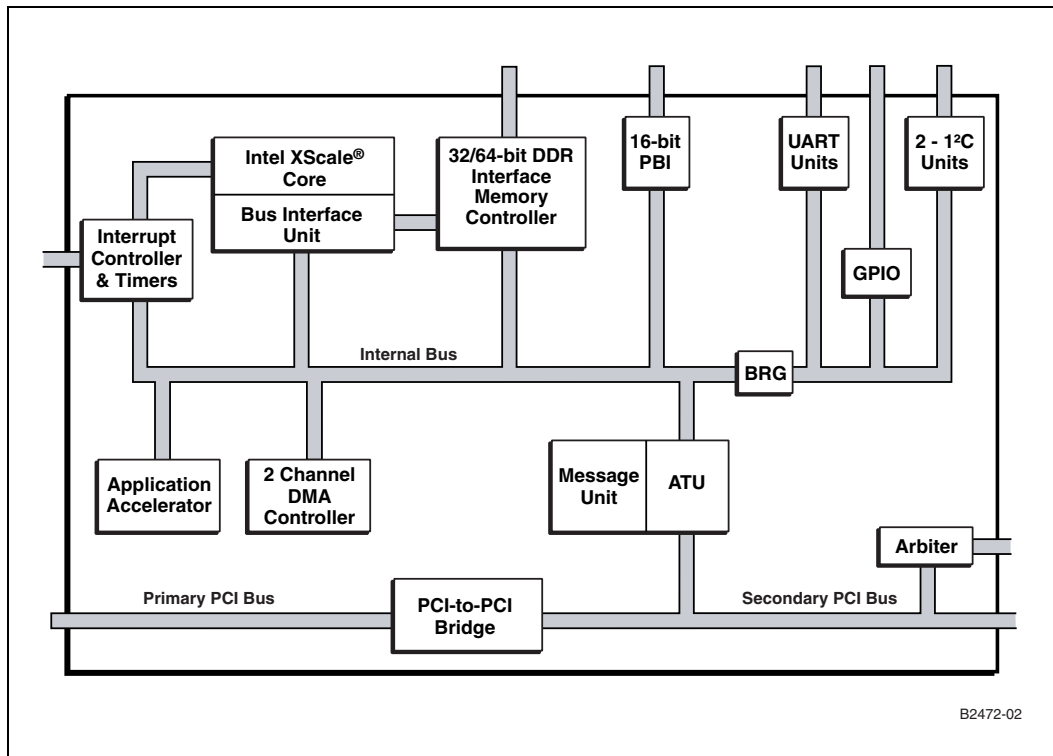 Intel XScale® Core
Bus Interface Unit
32/64-bit DDR
Interface
Memory
Controller
16-bit
PBI
UART
Units
2 - 1²C
Units
Interrupt
Controller
& Timers
GPIO
Internal Bus
BRG
Application
Accelerator
2 Channel
DMA
Controller
Message
Unit
ATU
Arbiter
Primary PCI Bus
PCI-to-PCI
Bridge
Secondary PCI Bus
B2472-02